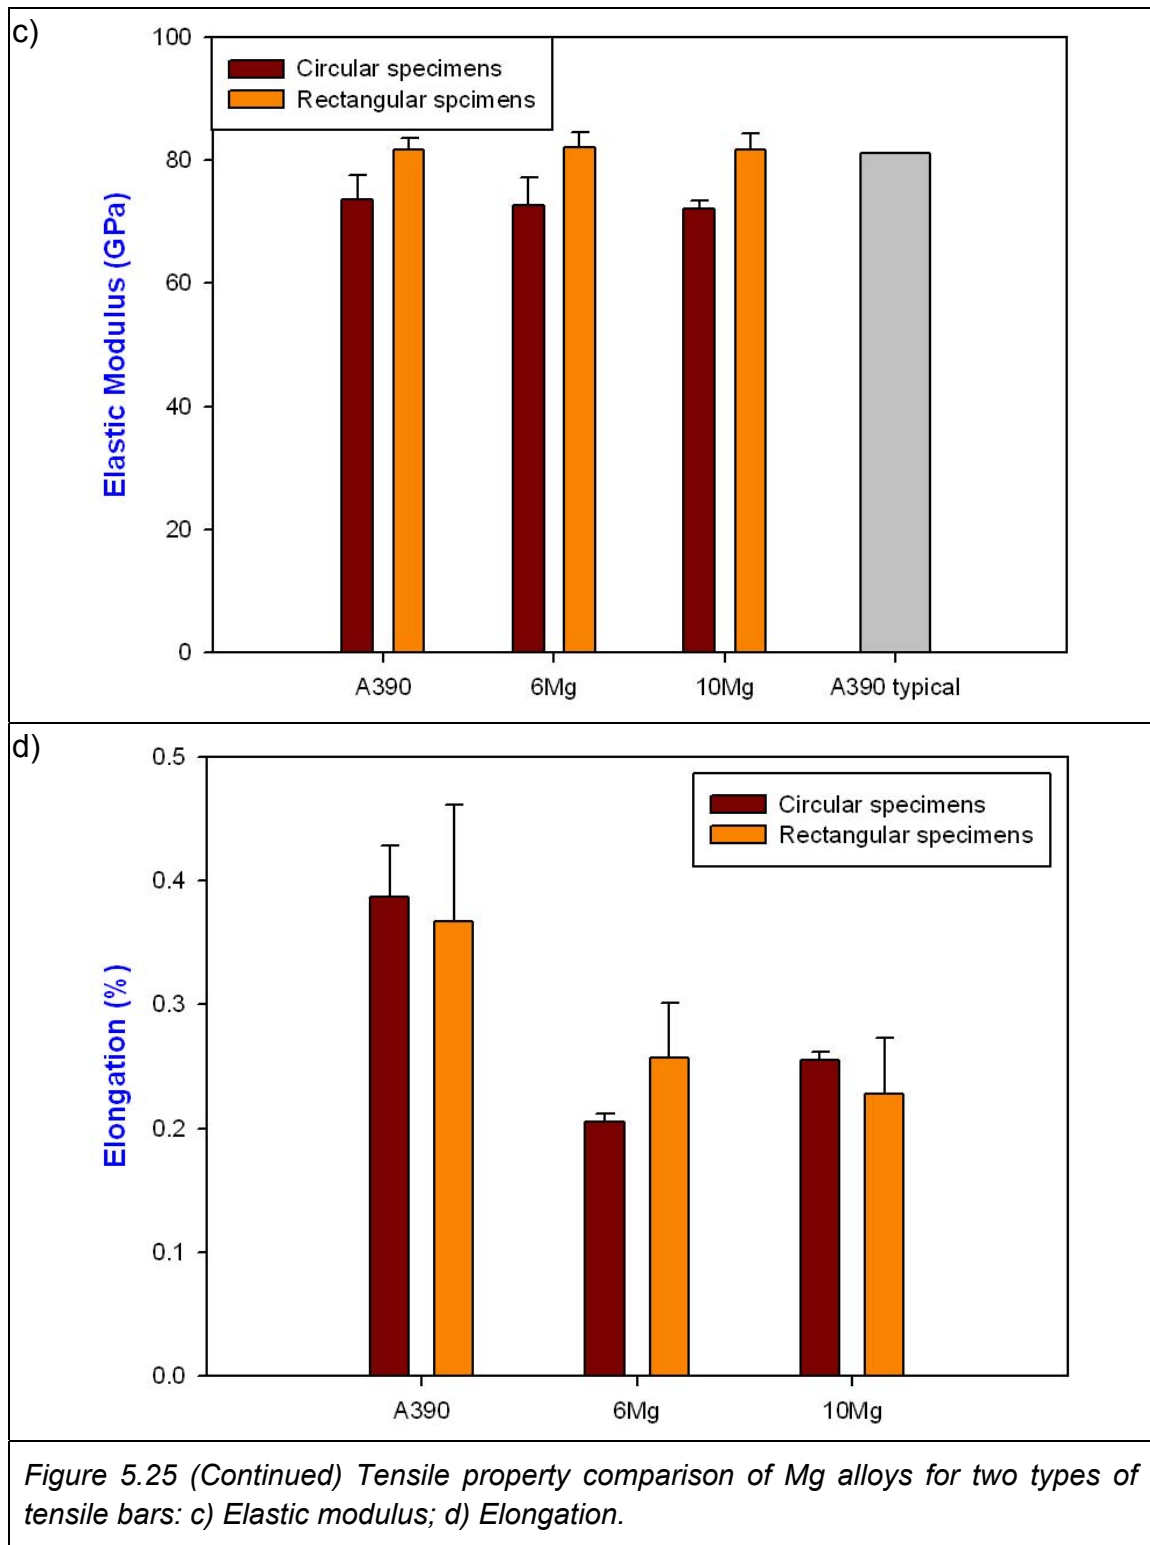 c)
100
80
60
40
20
0
Elastic Modulus (GPa)
Circular specimens
Rectangular spcimens
A390 6Mg 10Mg A390 typical
d)
0.5
0.4
0.3
0.2
0.1
0.0
Elongation (%)
Circular specimens
Rectangular specimens
A390 6Mg 10Mg
Figure 5.25 (Continued) Tensile property comparison of Mg alloys for two types of
tensile bars: c) Elastic modulus; d) Elongation.